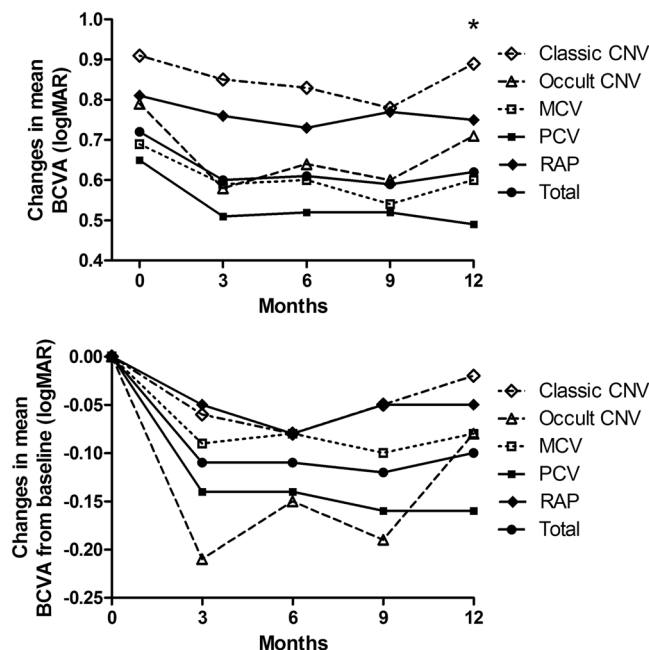 *
Changes in mean
BCVA (logMAR)
1.0
0.9
0.8
0.7
0.6
0.5
0.4
0 3 6 9 12
Months
Classic CNV
Occult CNV
MCV
PCV
RAP
Total
Changes in mean
BCVA from baseline (logMAR)
0.00
-0.05
-0.10
-0.15
-0.20
-0.25
0 3 6 9 12
Months
Classic CNV
Occult CNV
MCV
PCV
RAP
Total